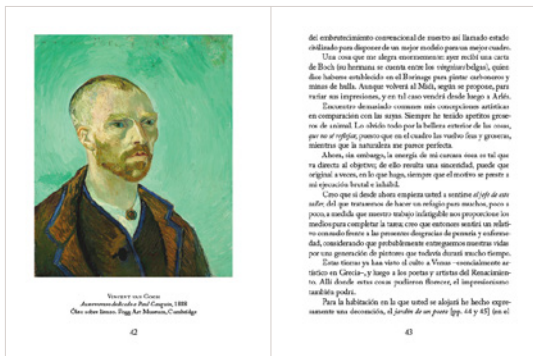 VINCENT VAN GOGH
Autorretrato dedicado a Paul Gauguin, 1888
Óleo sobre lienzo. Fogg Art Museum, Cambridge
42
del embrutecimiento convencional de nuestro así llamado estado
civilizado para disponer de un mejor modelo para un mejor cuadro.
Una cosa que me alegra enormemente: ayer recibí una carta
de Boch (su hermana se cuenta entre los vingtistes belgas), quien
dice haberse establecido en el Borinage para pintar carboneros y
minas de hulla. Aunque volverá al Midi, según se propone, para
variar sus impresiones, y en tal caso vendrá desde luego a Arlés.
Encuentro demasiado comunes mis concepciones artísticas
en comparación con las suyas. Siempre he tenido apetitos grose-
ros de animal. Lo olvido todo por la belleza exterior de las cosas,
que no sé reflejar, puesto que en el cuadro las vuelvo feas y groseras,
mientras que la naturaleza me parece perfecta.
Ahora, sin embargo, la energía de mi carcasa ósea es tal que
va directa al objetivo; de ello resulta una sinceridad, puede que
original a veces, en lo que hago, siempre que el motivo se preste a
mi ejecución brutal e inhábil.
Creo que si desde ahora empieza usted a sentirse el jefe de este
taller, del que trataremos de hacer un refugio para muchos, poco a
poco, a medida que nuestro trabajo infatigable nos proporcione los
medios para completar la tarea; creo que entonces sentirá un relati-
vo consuelo frente a las presentes desgracias de penuria y enferme-
dad, considerando que probablemente entreguemos nuestras vidas
por una generación de pintores que todavía durará mucho tiempo.
Estas tierras ya han visto el culto a Venus –esencialmente ar-
tístico en Grecia–, y luego a los poetas y artistas del Renacimien-
to. Allí donde estas cosas pudieron florecer, el impresionismo
también podrá.
Para la habitación en la que usted se alojará he hecho expre-
samente una decoración, el jardín de un poeta [pp. 44 y 45] (en el
43